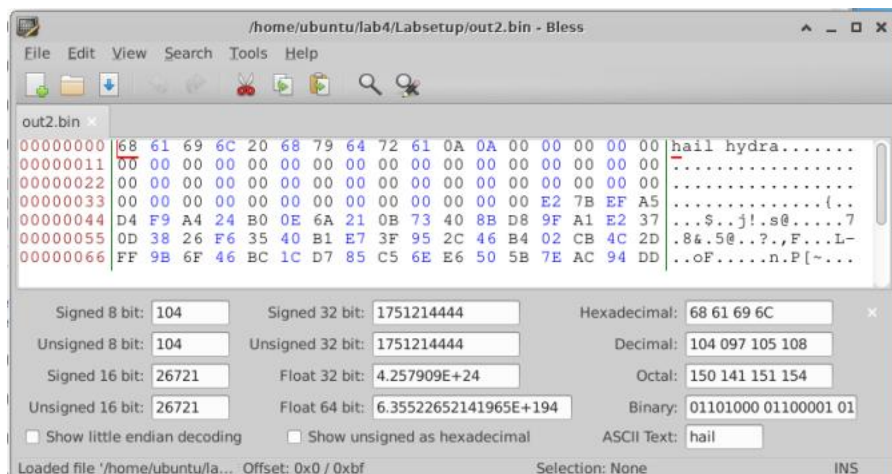 /home/ubuntu/lab4/Labsetup/out2.bin - Bless
File Edit View Search Tools Help
out2.bin
00000000 68 61 69 6C 20 68 79 64 72 61 0A 0A 00 00 00 00 00 hail hydra.......
00000011 00 00 00 00 00 00 00 00 00 00 00 00 00 00 00 00 00 .................
00000022 00 00 00 00 00 00 00 00 00 00 00 00 00 00 00 00 00 .................
00000033 00 00 00 00 00 00 00 00 00 00 00 00 00 E2 7B EF A5 ..............{..
00000044 D4 F9 A4 24 B0 0E 6A 21 0B 73 40 8B D8 9F A1 E2 37 ...$..j!.s@.....7
00000055 0D 38 26 F6 35 40 B1 E7 3F 95 2C 46 B4 02 CB 4C 2D .8&.5@..?.,F...L-
00000066 FF 9B 6F 46 BC 1C D7 85 C5 6E E6 50 5B 7E AC 94 DD ..oF.....n.P[~...
Signed 8 bit: 104 Signed 32 bit: 1751214444 Hexadecimal: 68 61 69 6C
Unsigned 8 bit: 104 Unsigned 32 bit: 1751214444 Decimal: 104 097 105 108
Signed 16 bit: 26721 Float 32 bit: 4.257909E+24 Octal: 150 141 151 154
Unsigned 16 bit: 26721 Float 64 bit: 6.35522652141965E+194 Binary: 01101000 01100001 01
Show little endian decoding Show unsigned as hexadecimal ASCII Text: hail
Loaded file '/home/ubuntu/la... Offset: 0x0 / 0xbf Selection: None INS